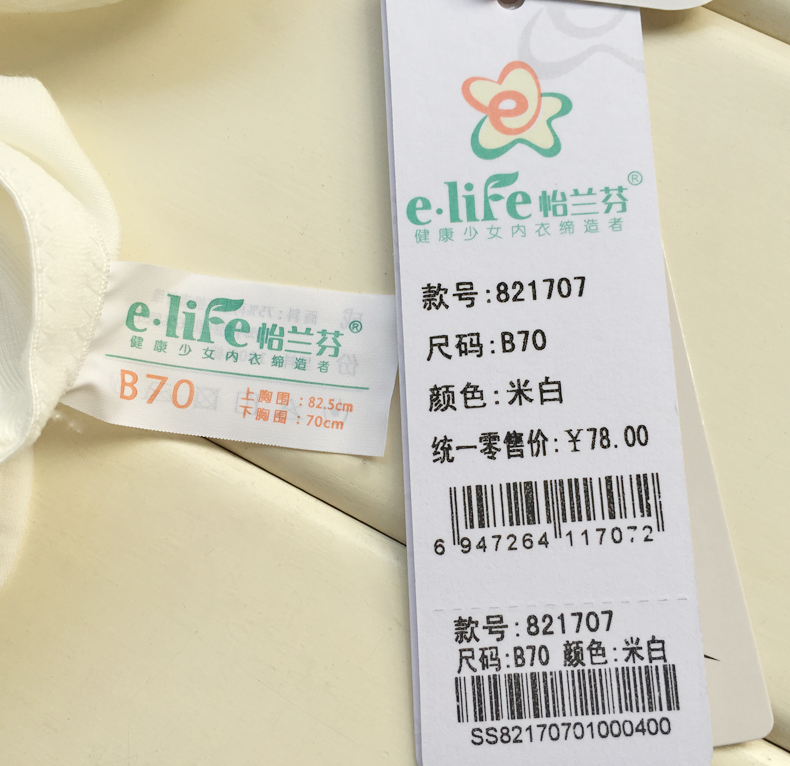 e·life怡兰芬®
健康少女内衣缔造者
B70
上胸围:82.5cm
下胸围:70cm
e
e·life怡兰芬®
健康少女内衣缔造者
款号:821707
尺码:B70
颜色:米白
统一零售价:¥78.00
6 947264 117072
款号:821707
尺码:B70 颜色:米白
SS82170701000400